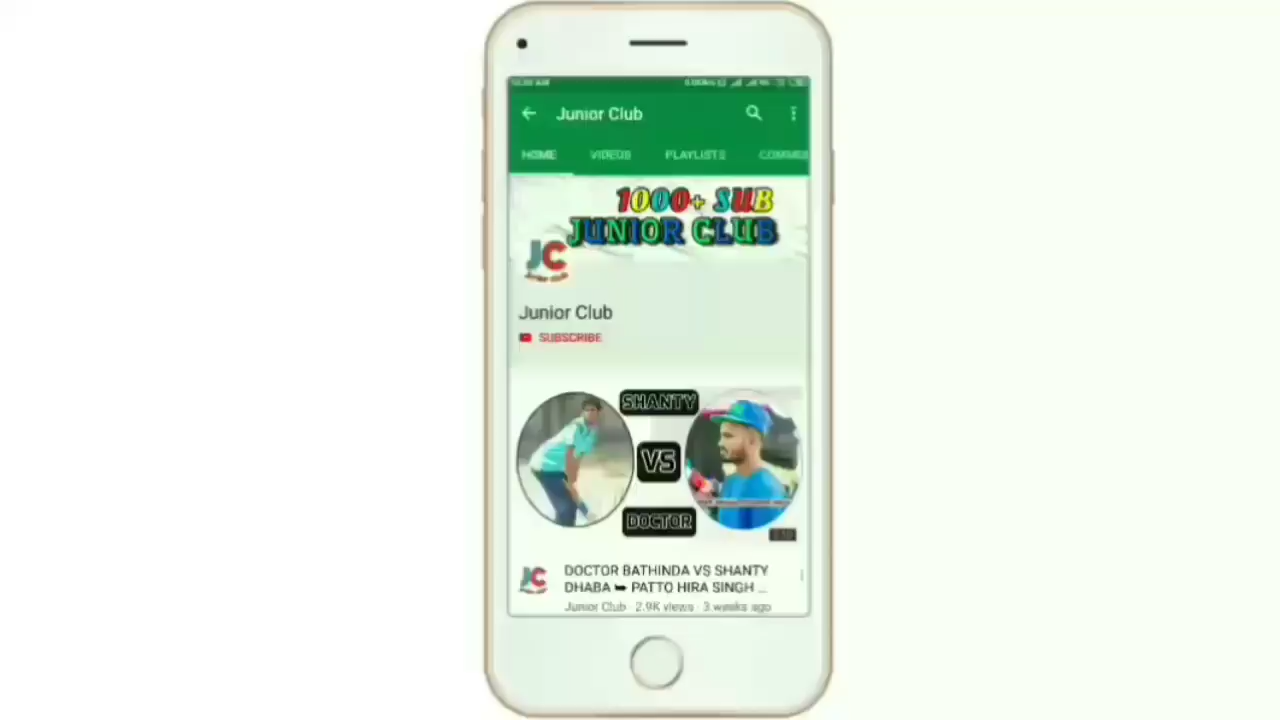 Junior Club
HOME VIDEOS PLAYLISTS
1000+ SUB
JUNIOR CLUB
JC
Junior Club
SUBSCRIBE
SHANTY
VS
DOCTOR
JC
DOCTOR BATHINDA VS SHANTY
DHABA ➥ PATTO HIRA SINGH ...
Junior Club · 2.9K views · 3 weeks ago